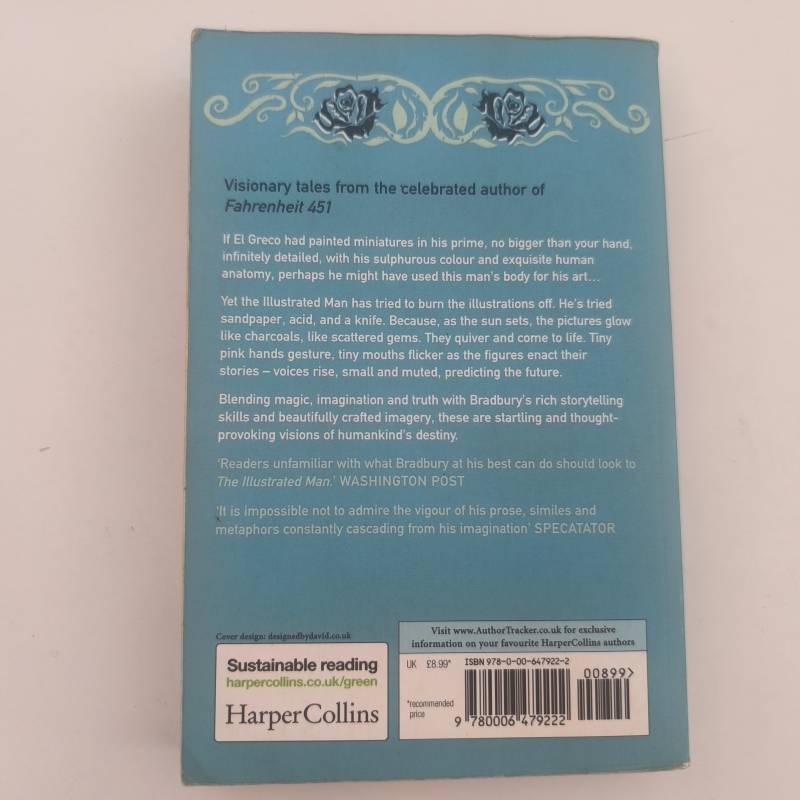 Visionary tales from the celebrated author of
Fahrenheit 451
If El Greco had painted miniatures in his prime, no bigger than your hand,
infinitely detailed, with his sulphurous colour and exquisite human
anatomy, perhaps he might have used this man's body for his art...
Yet the Illustrated Man has tried to burn the illustrations off. He's tried
sandpaper, acid, and a knife. Because, as the sun sets, the pictures glow
like charcoals, like scattered gems. They quiver and come to life. Tiny
pink hands gesture, tiny mouths flicker as the figures enact their
stories – voices rise, small and muted, predicting the future.
Blending magic, imagination and truth with Bradbury's rich storytelling
skills and beautifully crafted imagery, these are startling and thought-
provoking visions of humankind's destiny.
'Readers unfamiliar with what Bradbury at his best can do should look to
The Illustrated Man.' WASHINGTON POST
'It is impossible not to admire the vigour of his prose, similes and
metaphors constantly cascading from his imagination' SPECATATOR
Cover design: designedbydavid.co.uk
Sustainable reading
harpercollins.co.uk/green
HarperCollins
Visit www.AuthorTracker.co.uk for exclusive
information on your favourite HarperCollins authors
UK £8.99*
ISBN 978-0-00-647922-2
00899>
*recommended
price
9 780006 479222